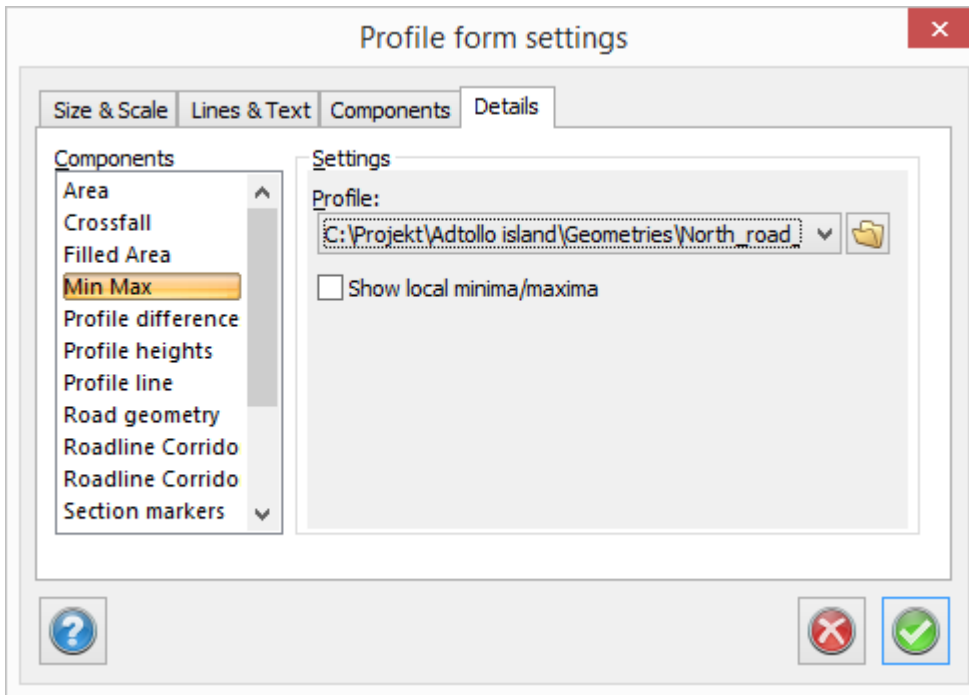 Profile form settings
Size & Scale
Lines & Text
Components
Details
Components
Area
Crossfall
Filled Area
Min Max
Profile difference
Profile heights
Profile line
Road geometry
Roadline Corrido
Roadline Corrido
Section markers
Settings
Profile:
C:\Projekt\Adtollo island\Geometries\North_road_
Show local minima/maxima